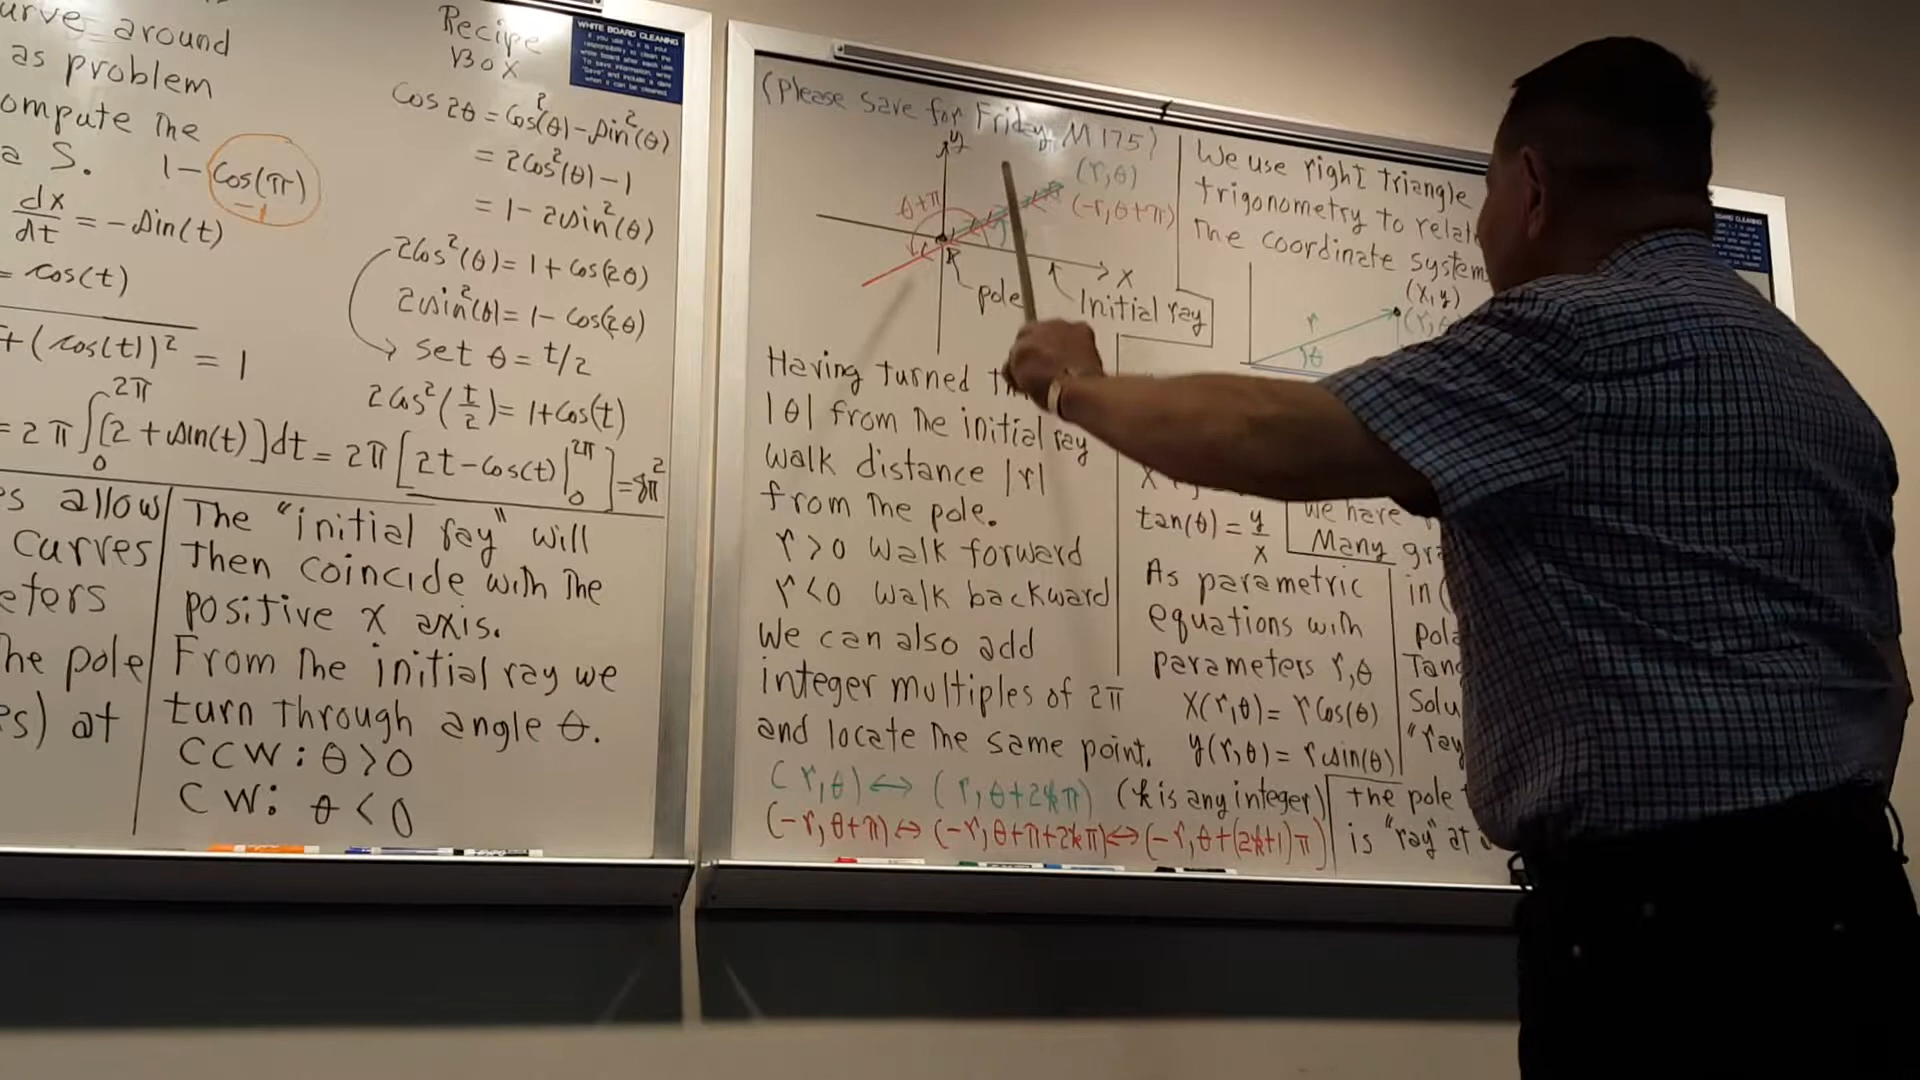 urve around
as problem
ompute the
a S. 1 - cos(π)
-1
dx/dt = -sin(t)
= cos(t)
+ (cos(t))² = 1
= 2π ∫₀^2π [2 + sin(t)] dt = 2π [2t - cos(t) |₀^2π ] = 8π²
s allow
curves
eters
he pole
es) at
The "initial ray" will
then coincide with the
positive x axis.
From the initial ray we
turn through angle θ.
CCW: θ > 0
CW: θ < 0
Recipe
Box
cos 2θ = cos²(θ) - sin²(θ)
= 2cos²(θ) - 1
= 1 - 2sin²(θ)
2cos²(θ) = 1 + cos(2θ)
2sin²(θ) = 1 - cos(2θ)
set θ = t/2
2cos²(t/2) = 1 + cos(t)
WHITE BOARD CLEANING
(Please save for Friday, M175)
y
(r,θ)
(-r,θ+π)
θ+π
x
pole
Initial ray
Having turned
|θ| from the initial ray
walk distance |r|
from the pole.
r > 0 walk forward
r < 0 walk backward
We can also add
integer multiples of 2π
and locate the same point.
(r,θ) ↔ (r,θ+2kπ) (k is any integer)
(-r,θ+π) ↔ (-r,θ+π+2kπ) ↔ (-r,θ+(2k+1)π)
We use right triangle
trigonometry to relat
the coordinate system
(x,y)
(r,θ
r
θ
tan(θ) = y/x
We have
Many gr
As parametric
equations with
parameters r,θ
x(r,θ) = r cos(θ)
y(r,θ) = r sin(θ)
in (
pola
Tang
Solu
"ray
the pole
is "ray" at